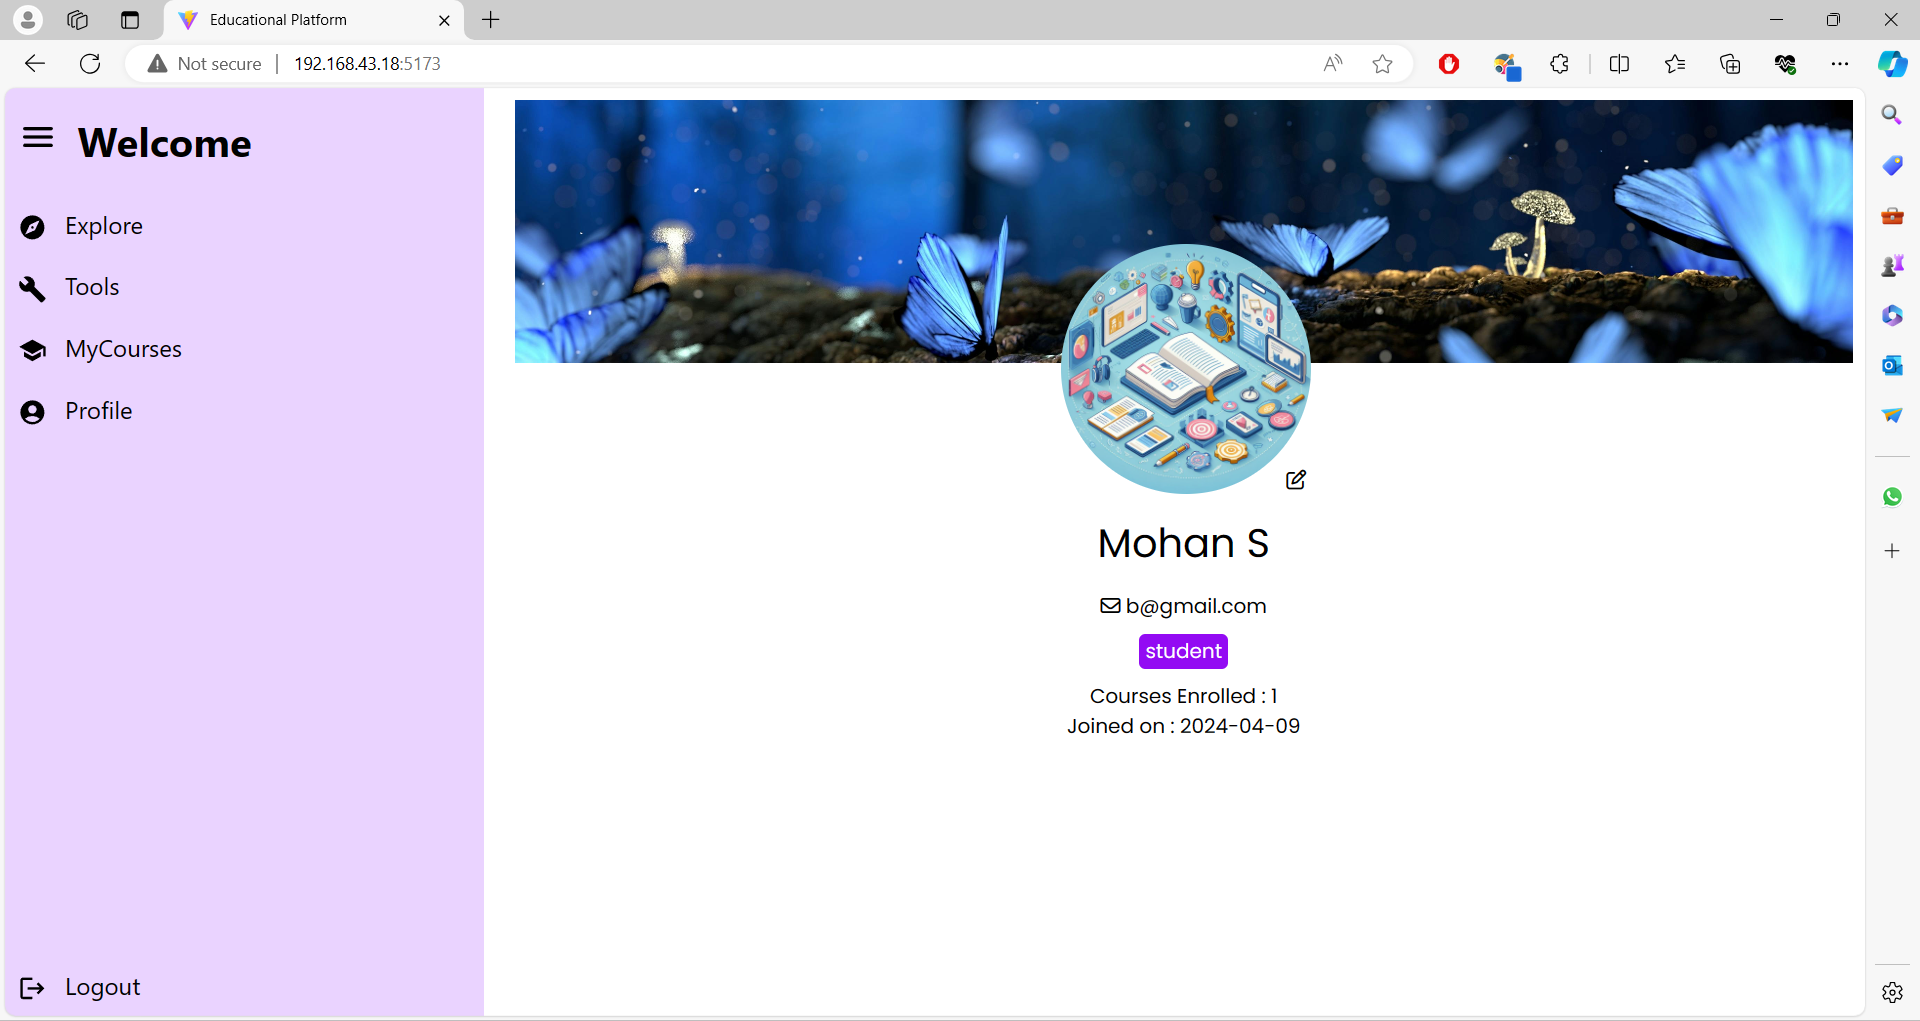 Educational Platform
Not secure 192.168.43.18:5173
Welcome
Explore
Tools
MyCourses
Profile
Mohan S
b@gmail.com
student
Courses Enrolled : 1
Joined on : 2024-04-09
Logout